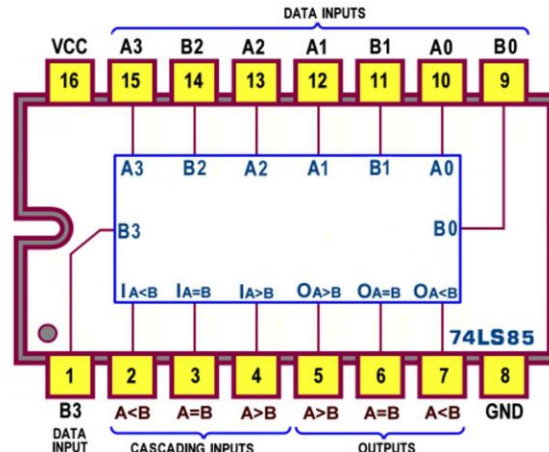 DATA INPUTS
VCC A3 B2 A2 A1 B1 A0 B0
16 15 14 13 12 11 10 9
A3 B2 A2 A1 B1 A0
B3 B0
IA<B IA=B IA>B OA>B OA=B OA<B
74LS85
1 2 3 4 5 6 7 8
B3 A<B A=B A>B A>B A=B A<B GND
DATA
INPUT CASCADING INPUTS OUTPUTS